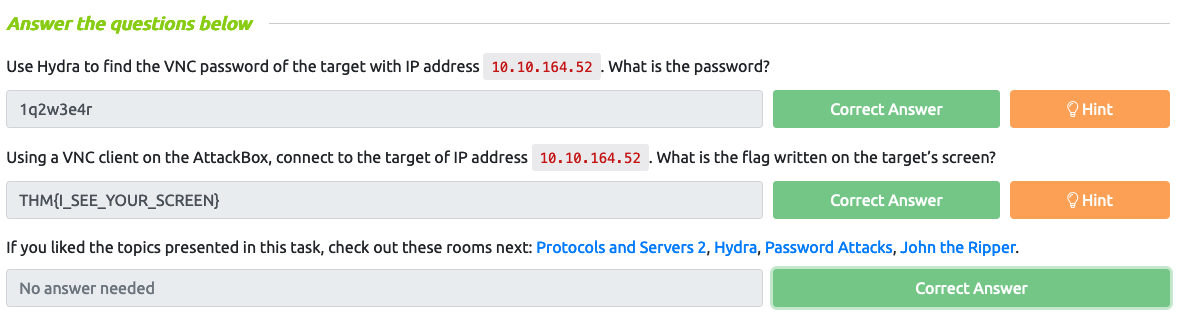 Answer the questions below
Use Hydra to find the VNC password of the target with IP address 10.10.164.52. What is the password?
1q2w3e4r Correct Answer Hint
Using a VNC client on the AttackBox, connect to the target of IP address 10.10.164.52. What is the flag written on the target’s screen?
THM{I_SEE_YOUR_SCREEN} Correct Answer Hint
If you liked the topics presented in this task, check out these rooms next: Protocols and Servers 2, Hydra, Password Attacks, John the Ripper.
No answer needed Correct Answer